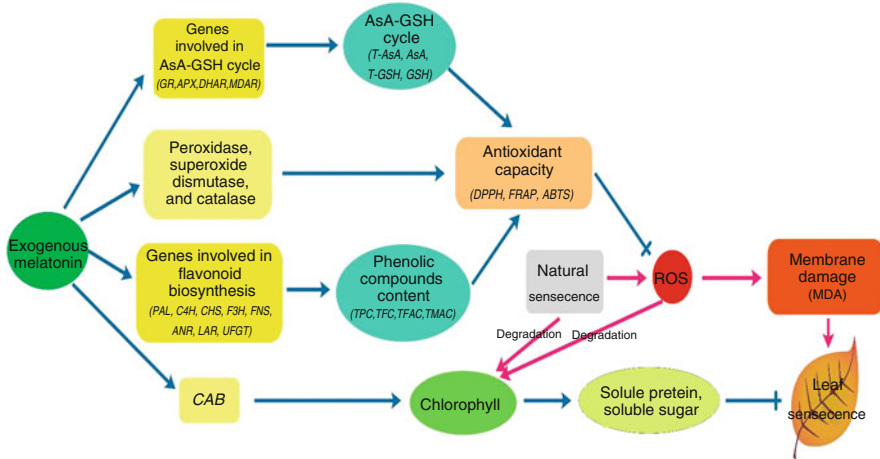 Genes
involved in
AsA-GSH cycle
(GR,APX,DHAR,MDAR)
AsA-GSH
cycle
(T-AsA, AsA,
T-GSH, GSH)
Peroxidase,
superoxide
dismutase,
and catalase
Antioxidant
capacity
(DPPH, FRAP, ABTS)
Exogenous
melatonin
Genes involved in
flavonoid
biosynthesis
(PAL, C4H, CHS, F3H, FNS,
ANR, LAR, UFGT)
Phenolic
compounds
content
(TPC,TFC,TFAC,TMAC)
Natural
sensecence
ROS
Membrane
damage
(MDA)
Degradation
Degradation
CAB
Chlorophyll
Solule pretein,
soluble sugar
Leaf
sensecence